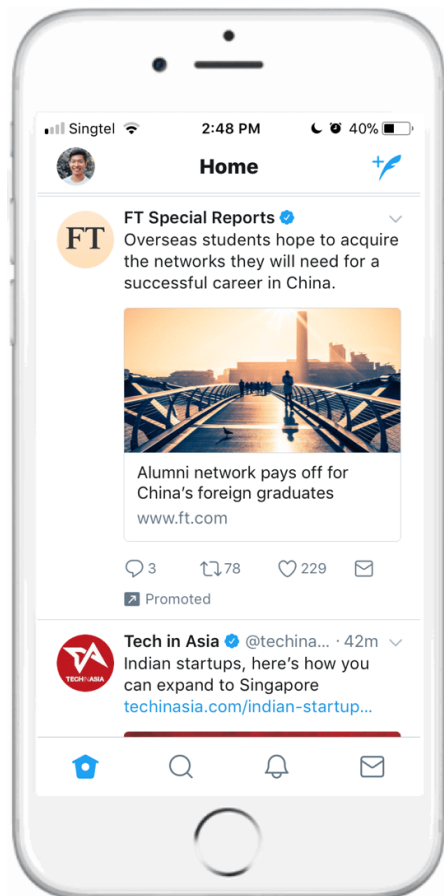 Singtel 2:48 PM 40%
Home
FT
FT Special Reports
Overseas students hope to acquire
the networks they will need for a
successful career in China.
Alumni network pays off for
China's foreign graduates
www.ft.com
3 78 229
Promoted
TECHINASIA
Tech in Asia @techina... · 42m
Indian startups, here's how you
can expand to Singapore
techinasia.com/indian-startup...